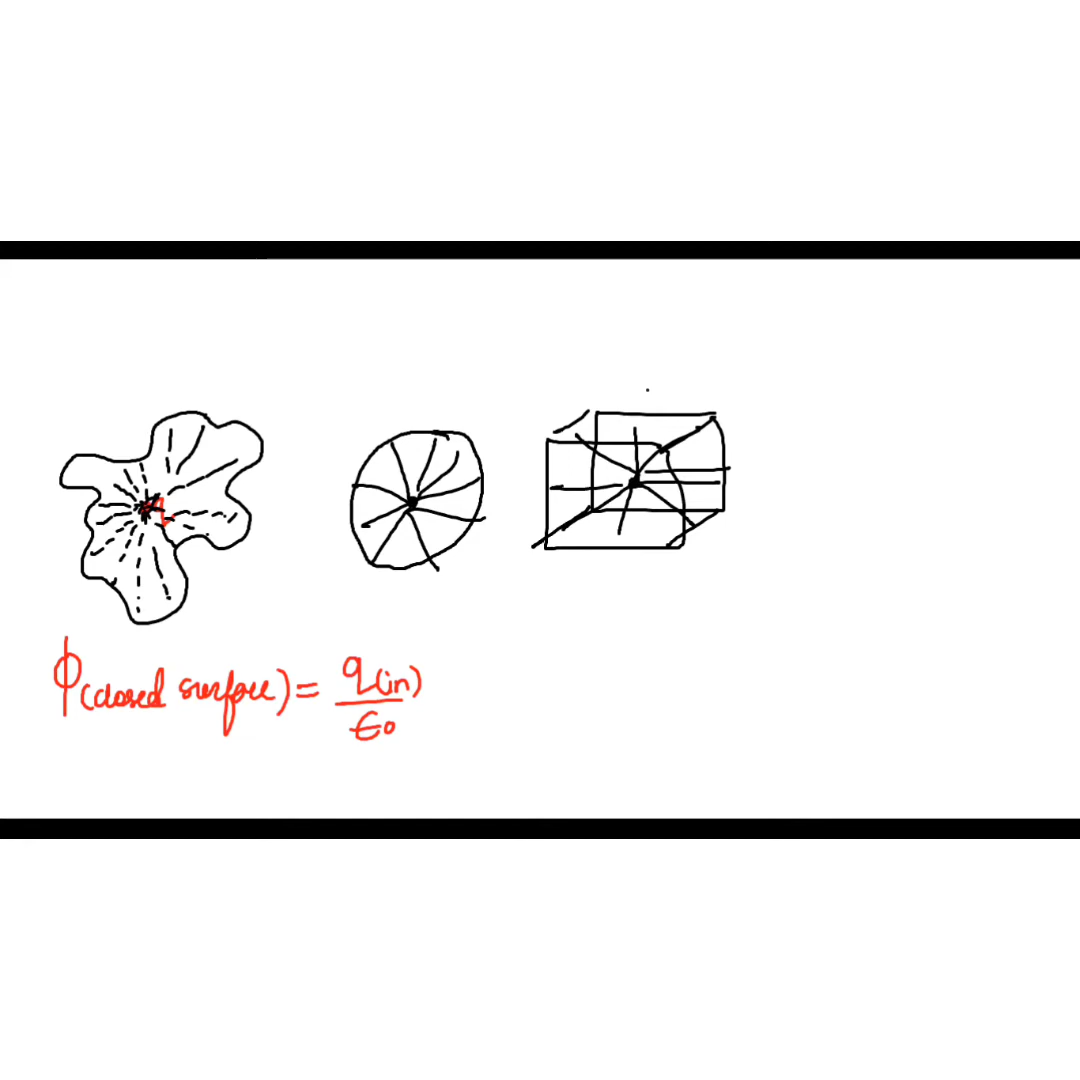 q
ϕ(closed surface) = q(in)/ϵ0